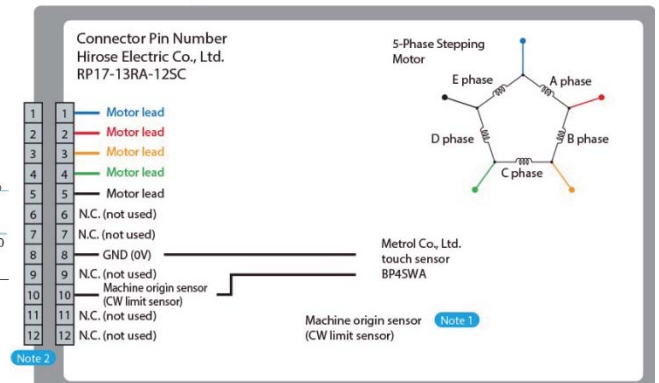 Connector Pin Number
Hirose Electric Co., Ltd.
RP17-13RA-12SC
5-Phase Stepping
Motor
E phase
A phase
D phase
B phase
C phase
1 1 Motor lead
2 2 Motor lead
3 3 Motor lead
4 4 Motor lead
5 5 Motor lead
6 6 N.C. (not used)
7 7 N.C. (not used)
8 8 GND (0V)
9 9 N.C. (not used)
10 10 Machine origin sensor
(CW limit sensor)
11 11 N.C. (not used)
12 12 N.C. (not used)
Metrol Co., Ltd.
touch sensor
BP4SWA
Machine origin sensor Note 1
(CW limit sensor)
Note 2